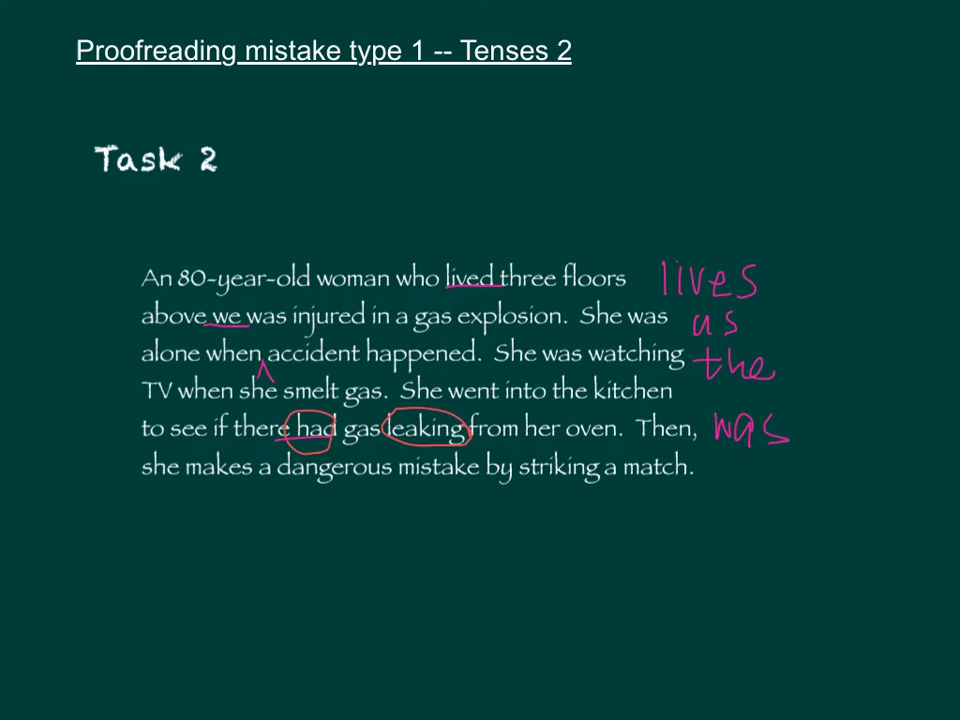 Proofreading mistake type 1 -- Tenses 2
Task 2
An 80-year-old woman who lived three floors lives
above we was injured in a gas explosion. She was us
alone when accident happened. She was watching the
TV when she smelt gas. She went into the kitchen
to see if there had gas leaking from her oven. Then, was
she makes a dangerous mistake by striking a match.